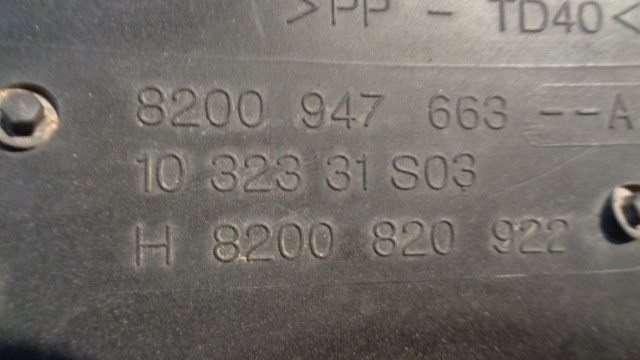 >PP - TD40<
8200 947 663 --A
10 323 31 S03
H 8200 820 922